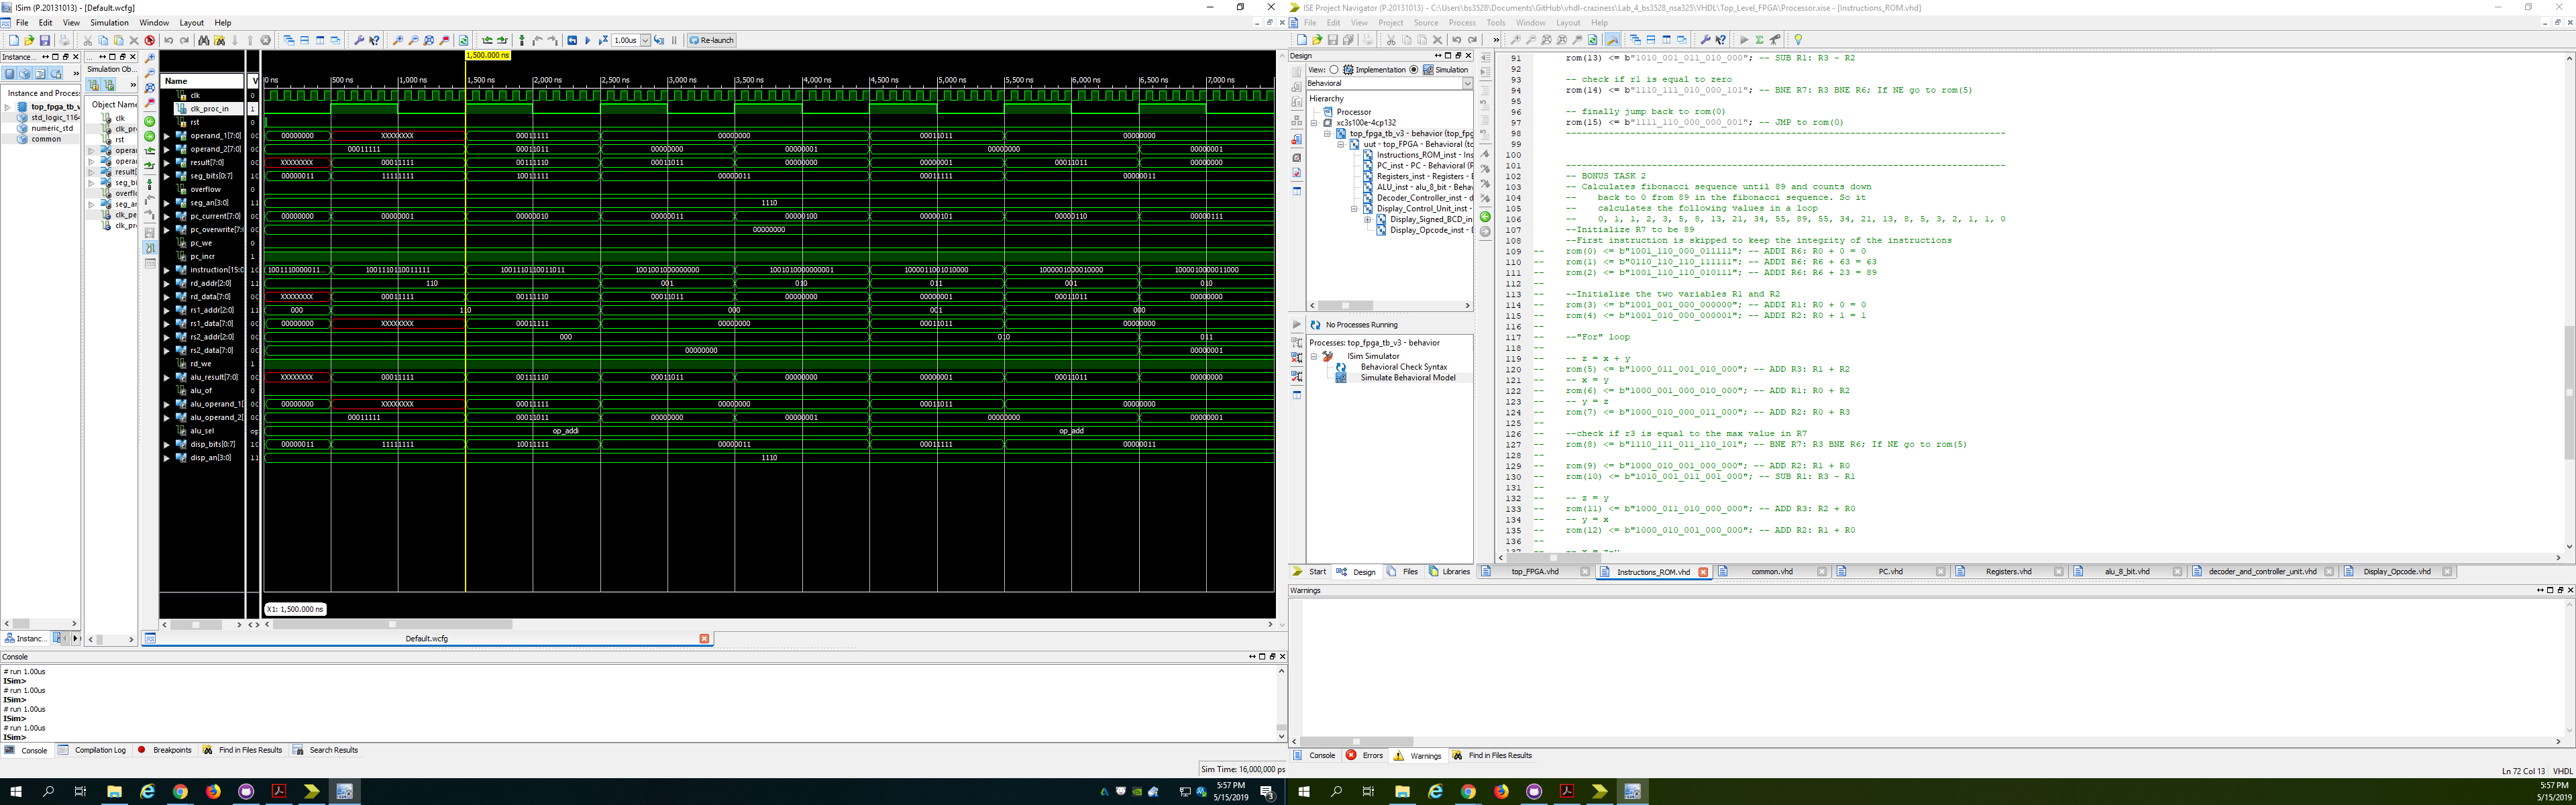 ISim (P.20131013) - [Default.wcfg]
File Edit View Simulation Window Layout Help
1.00us Re-launch
Instance...
Simulation Ob...
Instance and Process
top_fpga_tb_v
std_logic_1164
numeric_std
common
Object Name
clk
clk_pr
rst
operan
operar
result[
seg_bi
overflo
seg_ar
clk_pe
clk_pr
1,500.000 ns
Name V
0 ns 500 ns 1,000 ns 1,500 ns 2,000 ns 2,500 ns 3,000 ns 3,500 ns 4,000 ns 4,500 ns 5,000 ns 5,500 ns 6,000 ns 6,500 ns 7,000 ns
clk 0
clk_proc_in 1
rst 0
operand_1[7:0] 00000000 XXXXXXXX 00011111 00000000 00011011 00000000
operand_2[7:0] 00011111 00011011 00000000 00000001 00000000 00000001
result[7:0] XXXXXXXX 00011111 00111010 00011011 00000000 00000001 00011011 00000000
seg_bits[0:7] 00000011 11111111 10011111 00000011 00011111 00000011
overflow 0
seg_an[3:0] 11 1110
pc_current[7:0] 00000000 00000001 00000010 00000011 00000100 00000101 00000110 00000111
pc_overwrite[7:0 00000000
pc_we 0
pc_incr 1
instruction[15:0 1001110000011... 1001110110011111 1001110110011011 1001001000000000 1001010000000001 1000011001010000 1000001000010000 1000010000011000
rd_addr[2:0] 110 001 010 011 001 010
rd_data[7:0] XXXXXXXX 00011111 00111110 00011011 00000000 00000001 00011011 00000000
rs1_addr[2:0] 000 110 000 001 000
rs1_data[7:0] 00000000 XXXXXXXX 00011111 00000000 00011011 00000000
rs2_addr[2:0] 000 010 011
rs2_data[7:0] 00000000 00000001
rd_we 1
alu_result[7:0] XXXXXXXX 00011111 00111110 00011011 00000000 00000001 00011011 00000000
alu_of 0
alu_operand_1[ 00000000 XXXXXXXX 00011111 00000000 00011011 00000000
alu_operand_2[ 00011111 00011011 00000000 00000001 00000000 00000001
alu_sel op op_addi op_add
disp_bits[0:7] 00000011 11111111 10011111 00000011 00011111 00000011
disp_an[3:0] 11 1110
X1: 1,500.000 ns
Instanc...
Default.wcfg
Console
# run 1.00us
ISim>
# run 1.00us
ISim>
# run 1.00us
ISim>
# run 1.00us
ISim>
Console Compilation Log Breakpoints Find in Files Results Search Results
Sim Time: 16,000,000 ps
5:57 PM
5/15/2019
ISE Project Navigator (P.20131013) - C:\Users\bs3528\Documents\GitHub\vhdl-craziness\Lab_4_bs3528_nsa325\VHDL\Top_Level_FPGA\Processor.xise - [Instructions_ROM.vhd]
File Edit View Project Source Process Tools Window Layout Help
Design
View: Implementation Simulation
Behavioral
Hierarchy
Processor
xc3s100e-4cp132
top_fpga_tb_v3 - behavior (top_fpg
uut - top_FPGA - Behavioral (to
Instructions_ROM_inst - Ins
PC_inst - PC - Behavioral (P
Registers_inst - Registers - B
ALU_inst - alu_8_bit - Behav
Decoder_Controller_inst - d
Display_Control_Unit_inst -
Display_Signed_BCD_in
Display_Opcode_inst - D
No Processes Running
Processes: top_fpga_tb_v3 - behavior
ISim Simulator
Behavioral Check Syntax
Simulate Behavioral Model
Start Design Files Libraries
91 rom(13) <= b"1010_001_011_010_000"; -- SUB R1: R3 - R2
92
93 -- check if r1 is equal to zero
94 rom(14) <= b"1110_111_010_000_101"; -- BNE R7: R3 BNE R6; If NE go to rom(5)
95
96 -- finally jump back to rom(0)
97 rom(15) <= b"1111_110_000_000_001"; -- JMP to rom(0)
98 --------------------------------------------------------------------------------
99
100
101 --------------------------------------------------------------------------------
102 -- BONUS TASK 2
103 -- Calculates fibonacci sequence until 89 and counts down
104 -- back to 0 from 89 in the fibonacci sequence. So it
105 -- calculates the following values in a loop
106 -- 0, 1, 1, 2, 3, 5, 8, 13, 21, 34, 55, 89, 55, 34, 21, 13, 8, 5, 3, 2, 1, 1, 0
107 --Initialize R7 to be 89
108 --First instruction is skipped to keep the integrity of the instructions
109 -- rom(0) <= b"1001_110_000_011111"; -- ADDI R6: R0 + 0 = 0
110 -- rom(1) <= b"0110_110_110_111111"; -- ADDI R6: R6 + 63 = 63
111 -- rom(2) <= b"1001_110_110_010111"; -- ADDI R6: R6 + 23 = 89
112 --
113 -- --Initialize the two variables R1 and R2
114 -- rom(3) <= b"1001_001_000_000000"; -- ADDI R1: R0 + 0 = 0
115 -- rom(4) <= b"1001_010_000_000001"; -- ADDI R2: R0 + 1 = 1
116 --
117 -- --"For" loop
118 --
119 -- -- z = x + y
120 -- rom(5) <= b"1000_011_001_010_000"; -- ADD R3: R1 + R2
121 -- -- x = y
122 -- rom(6) <= b"1000_001_000_010_000"; -- ADD R1: R0 + R2
123 -- -- y = z
124 -- rom(7) <= b"1000_010_000_011_000"; -- ADD R2: R0 + R3
125 --
126 -- --check if r3 is equal to the max value in R7
127 -- rom(8) <= b"1110_111_011_110_101"; -- BNE R7: R3 BNE R6; If NE go to rom(5)
128 --
129 -- rom(9) <= b"1000_010_001_000_000"; -- ADD R2: R1 + R0
130 -- rom(10) <= b"1010_001_011_001_000"; -- SUB R1: R3 - R1
131 --
132 -- -- z = y
133 -- rom(11) <= b"1000_011_010_000_000"; -- ADD R3: R2 + R0
134 -- -- y = x
135 -- rom(12) <= b"1000_010_001_000_000"; -- ADD R2: R1 + R0
136 --
137 -- -- x = z-y
top_FPGA.vhd Instructions_ROM.vhd common.vhd PC.vhd Registers.vhd alu_8_bit.vhd decoder_and_controller_unit.vhd Display_Opcode.vhd
Warnings
Console Errors Warnings Find in Files Results
Ln 72 Col 13 VHDL
5:57 PM
5/15/2019